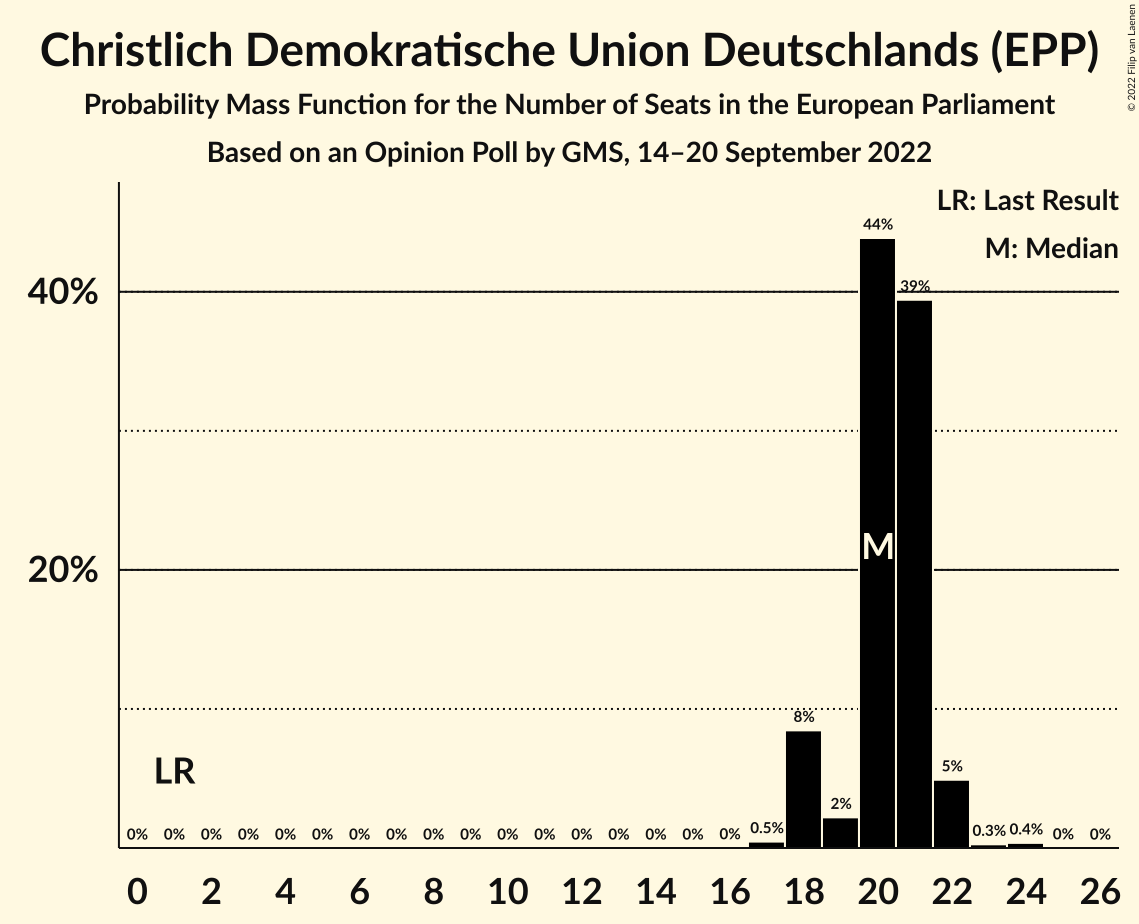 Christlich Demokratische Union Deutschlands (EPP)
Probability Mass Function for the Number of Seats in the European Parliament
Based on an Opinion Poll by GMS, 14–20 September 2022
© 2022 Filip van Laenen
LR: Last Result
M: Median
44%
40%
39%
M
20%
8%
LR
5%
2%
0% 0% 0% 0% 0% 0% 0% 0% 0% 0% 0% 0% 0% 0% 0% 0% 0% 0.5% 0.3% 0.4% 0% 0%
0 2 4 6 8 10 12 14 16 18 20 22 24 26